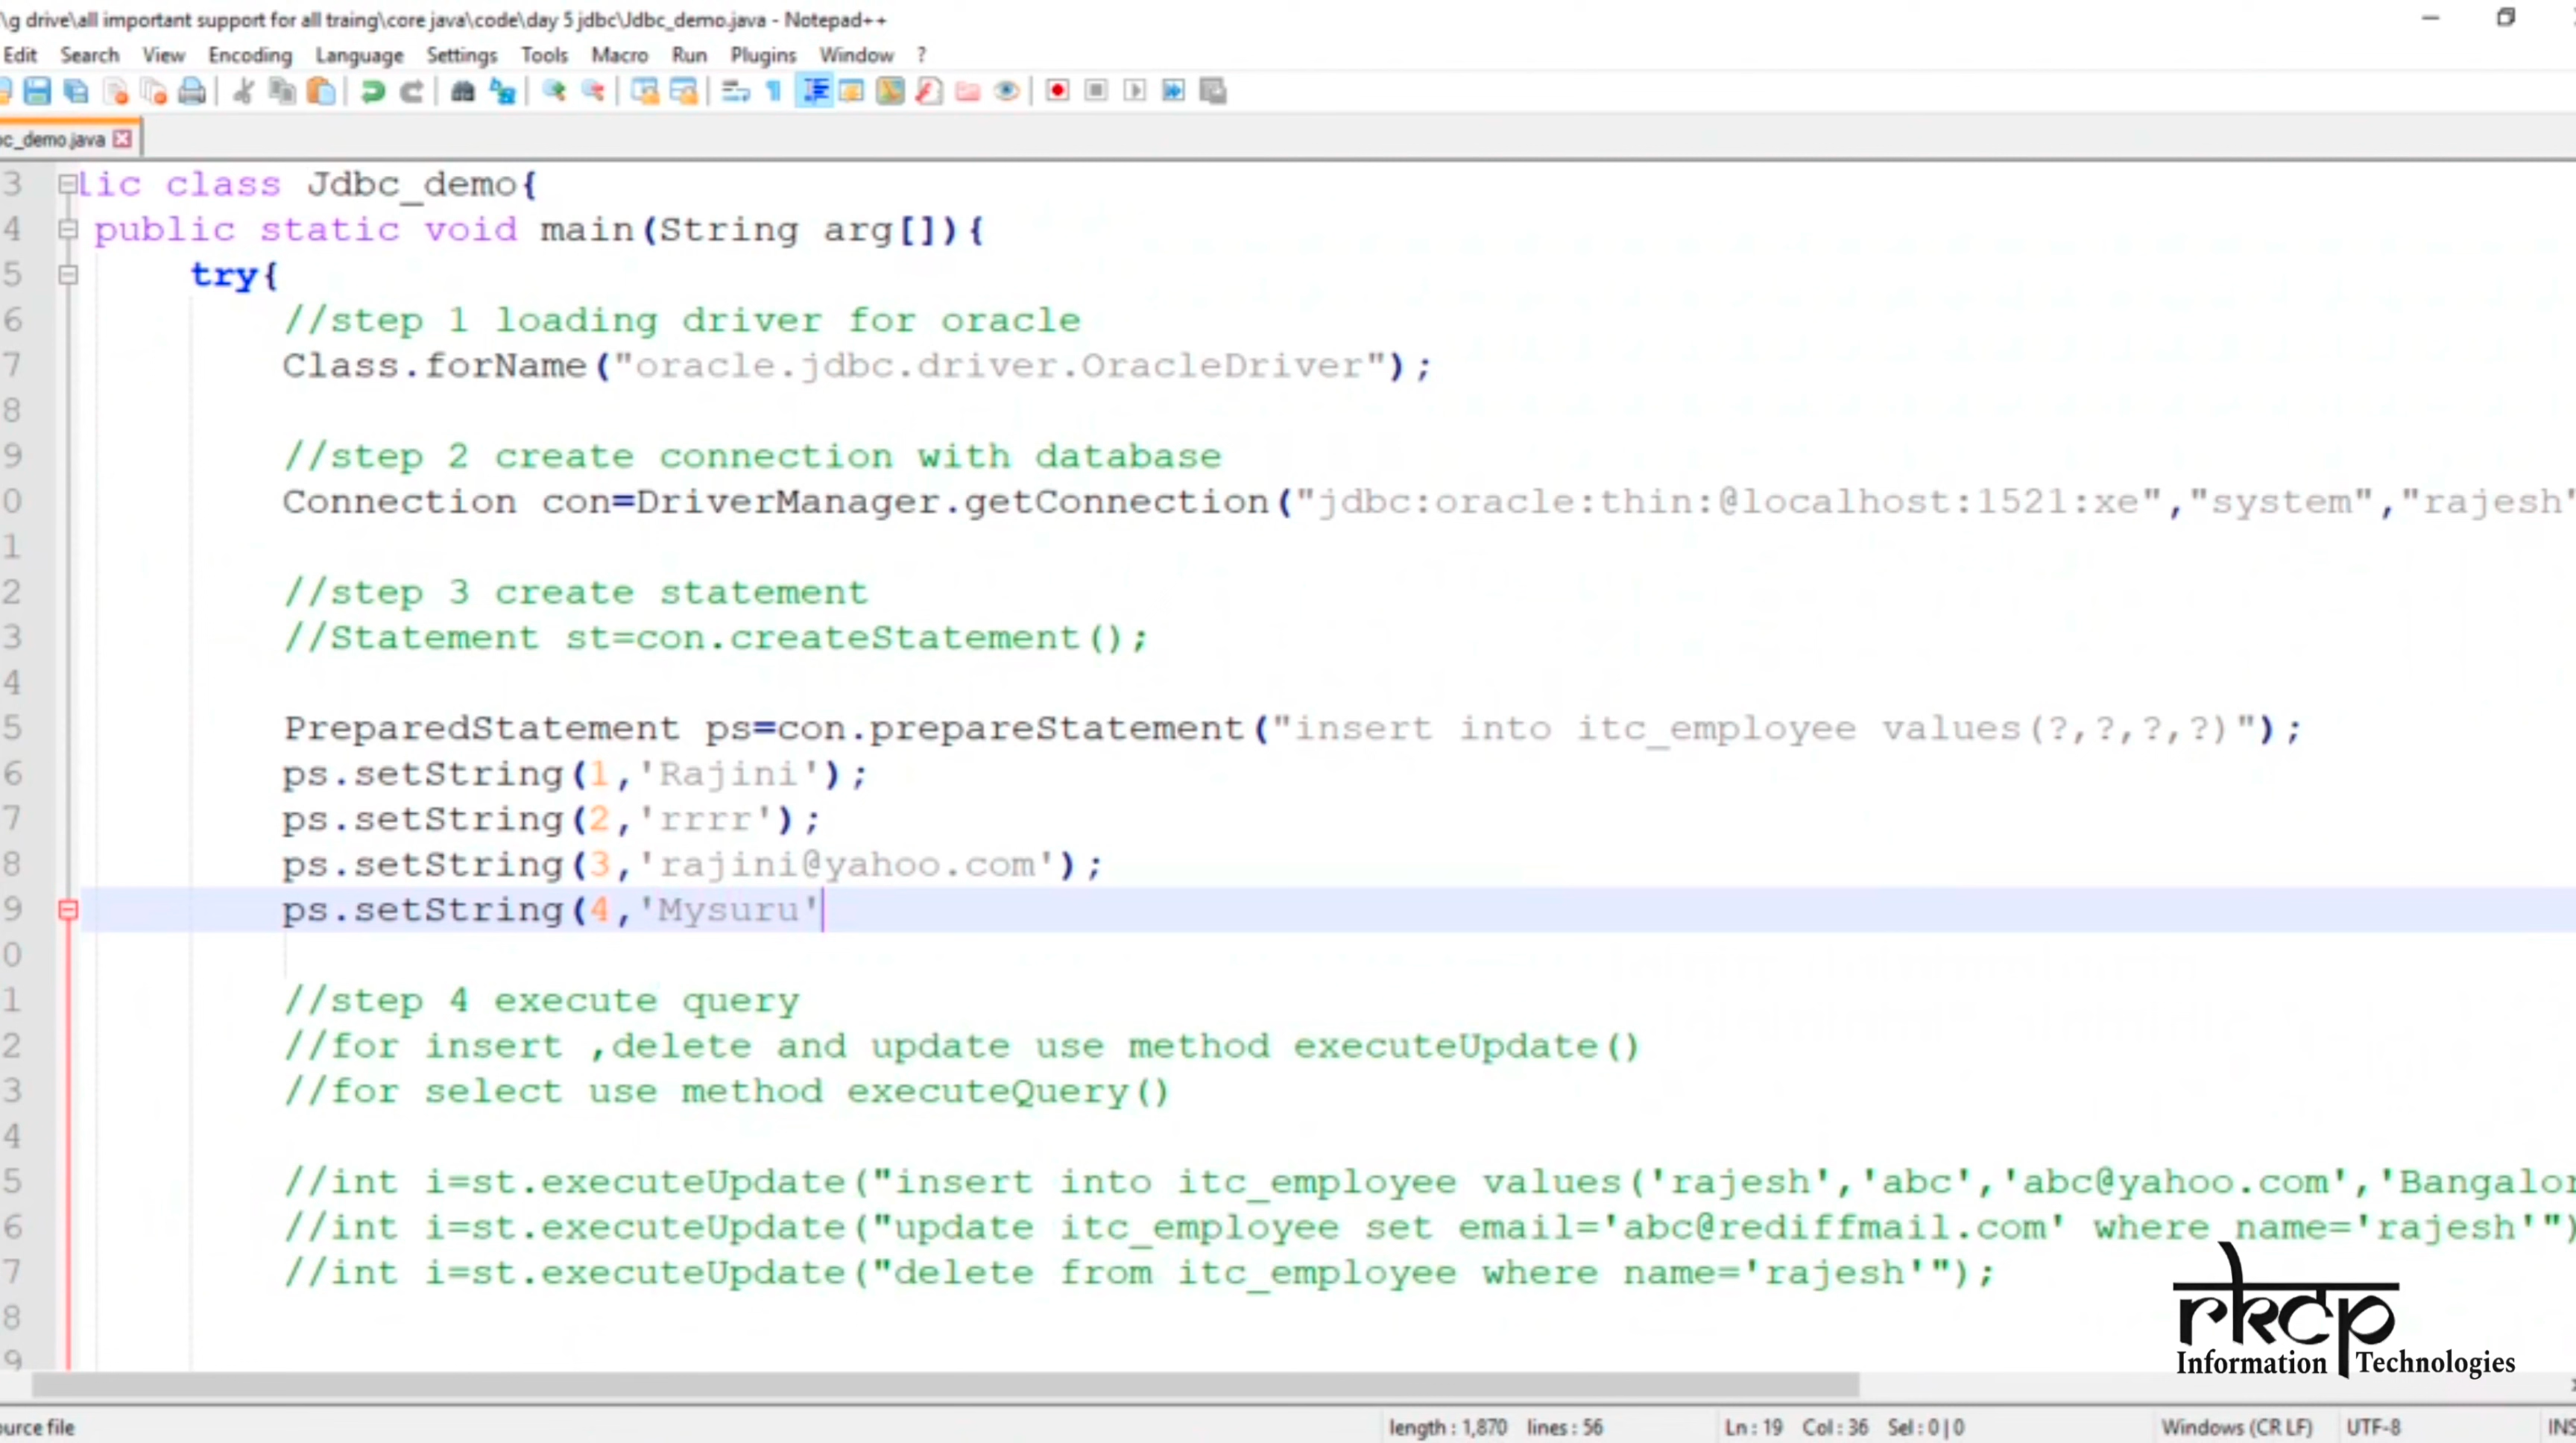 \g drive\all important support for all traing\core java\code\day 5 jdbc\Jdbc_demo.java - Notepad++
Edit Search View Encoding Language Settings Tools Macro Run Plugins Window ?
bc_demo.java
3 lic class Jdbc_demo{
4 public static void main(String arg[]){
5 try{
6 //step 1 loading driver for oracle
7 Class.forName("oracle.jdbc.driver.OracleDriver");
8
9 //step 2 create connection with database
0 Connection con=DriverManager.getConnection("jdbc:oracle:thin:@localhost:1521:xe","system","rajesh"
1
2 //step 3 create statement
3 //Statement st=con.createStatement();
4
5 PreparedStatement ps=con.prepareStatement("insert into itc_employee values(?,?,?,?)");
6 ps.setString(1,'Rajini');
7 ps.setString(2,'rrrr');
8 ps.setString(3,'rajini@yahoo.com');
9 ps.setString(4,'Mysuru'
0
1 //step 4 execute query
2 //for insert ,delete and update use method executeUpdate()
3 //for select use method executeQuery()
4
5 //int i=st.executeUpdate("insert into itc_employee values('rajesh','abc','abc@yahoo.com','Bangalor
6 //int i=st.executeUpdate("update itc_employee set email='abc@rediffmail.com' where name='rajesh'")
7 //int i=st.executeUpdate("delete from itc_employee where name='rajesh'");
8
9
rkcp
Information Technologies
ource file length : 1,870 lines : 56 Ln : 19 Col : 36 Sel : 0 | 0 Windows (CR LF) UTF-8 INS